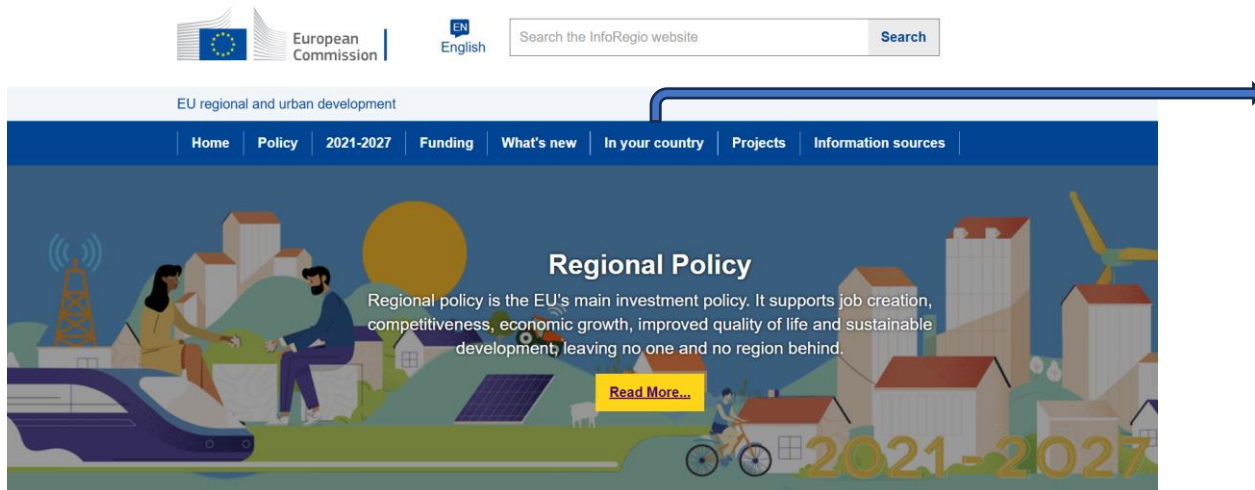 European
Commission
EN
English
Search the InfoRegio website
Search
EU regional and urban development
Home
Policy
2021-2027
Funding
What's new
In your country
Projects
Information sources
Regional Policy
Regional policy is the EU's main investment policy. It supports job creation,
competitiveness, economic growth, improved quality of life and sustainable
development, leaving no one and no region behind.
Read More...
2021-2027